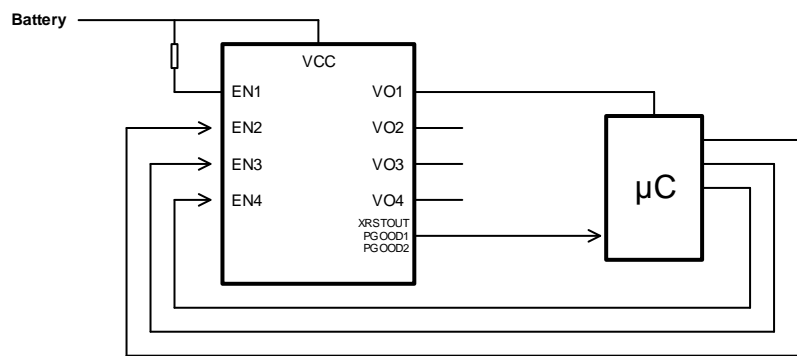 Battery
VCC
EN1 VO1
EN2 VO2
EN3 VO3
EN4 VO4
XRSTOUT
PGOOD1
PGOOD2
µC